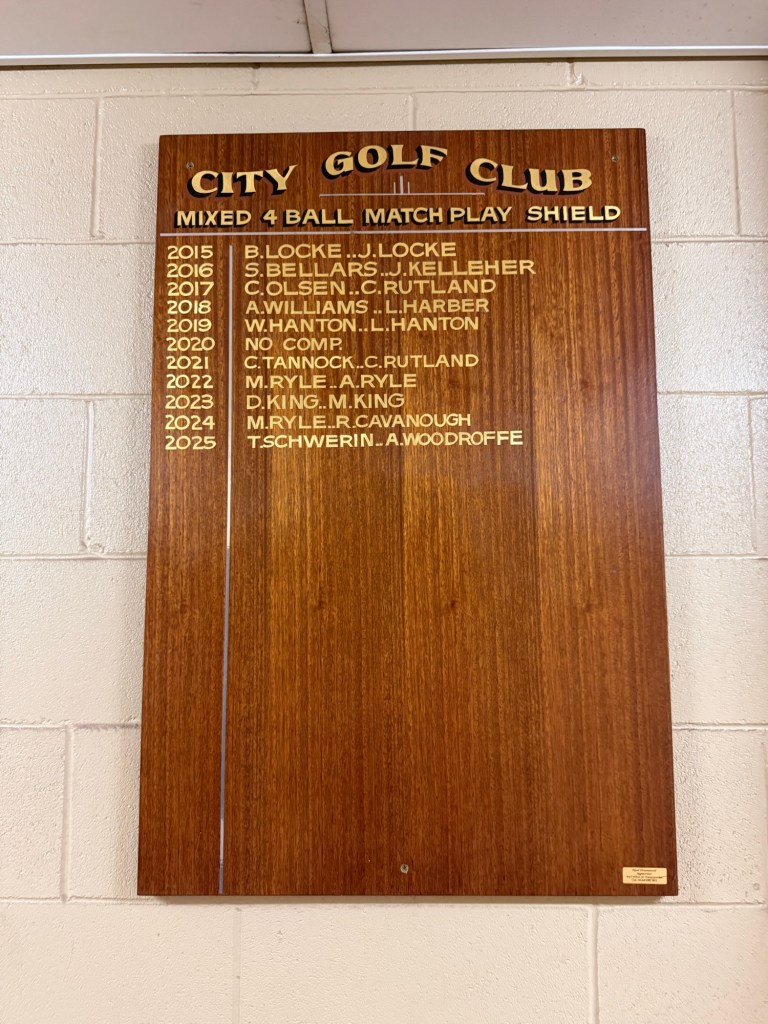 CITY GOLF CLUB
MIXED 4 BALL MATCH PLAY SHIELD
2015 B.LOCKE..J.LOCKE
2016 S.BELLARS..J.KELLEHER
2017 C.OLSEN..C.RUTLAND
2018 A.WILLIAMS..L.HARBER
2019 W.HANTON..L.HANTON
2020 NO COMP.
2021 C.TANNOCK..C.RUTLAND
2022 M.RYLE..A.RYLE
2023 D.KING..M.KING
2024 M.RYLE..R.CAVANOUGH
2025 T.SCHWERIN..A.WOODROFFE